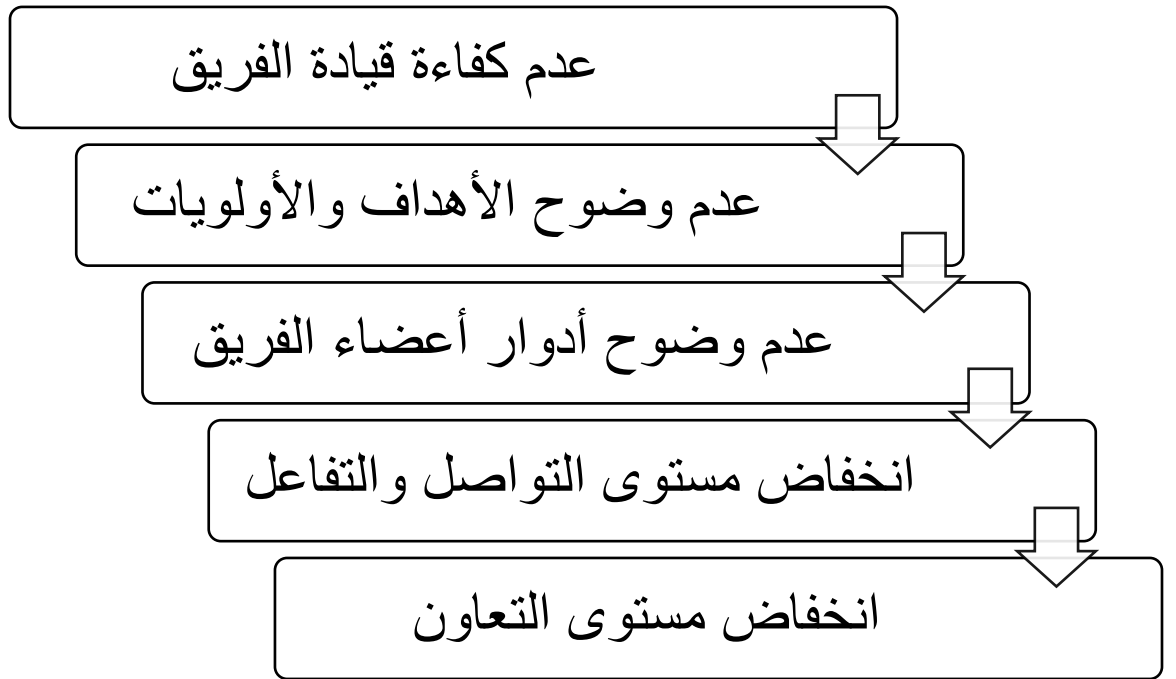 عدم كفاءة قيادة الفريق
عدم وضوح الأهداف والأولويات
عدم وضوح أدوار أعضاء الفريق
انخفاض مستوى التواصل والتفاعل
انخفاض مستوى التعاون